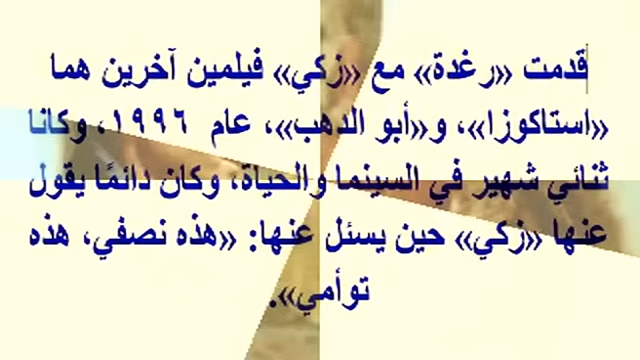 قدمت «رغدة» مع «زكي» فيلمين آخرين هما
«استاكوزا»، و«أبو الدهب»، عام ١٩٩٦، وكانا
ثنائي شهير في السينما والحياة، وكان دائمًا يقول
عنها «زكي» حين يسئل عنها: «هذه نصفي، هذه
توأمي».